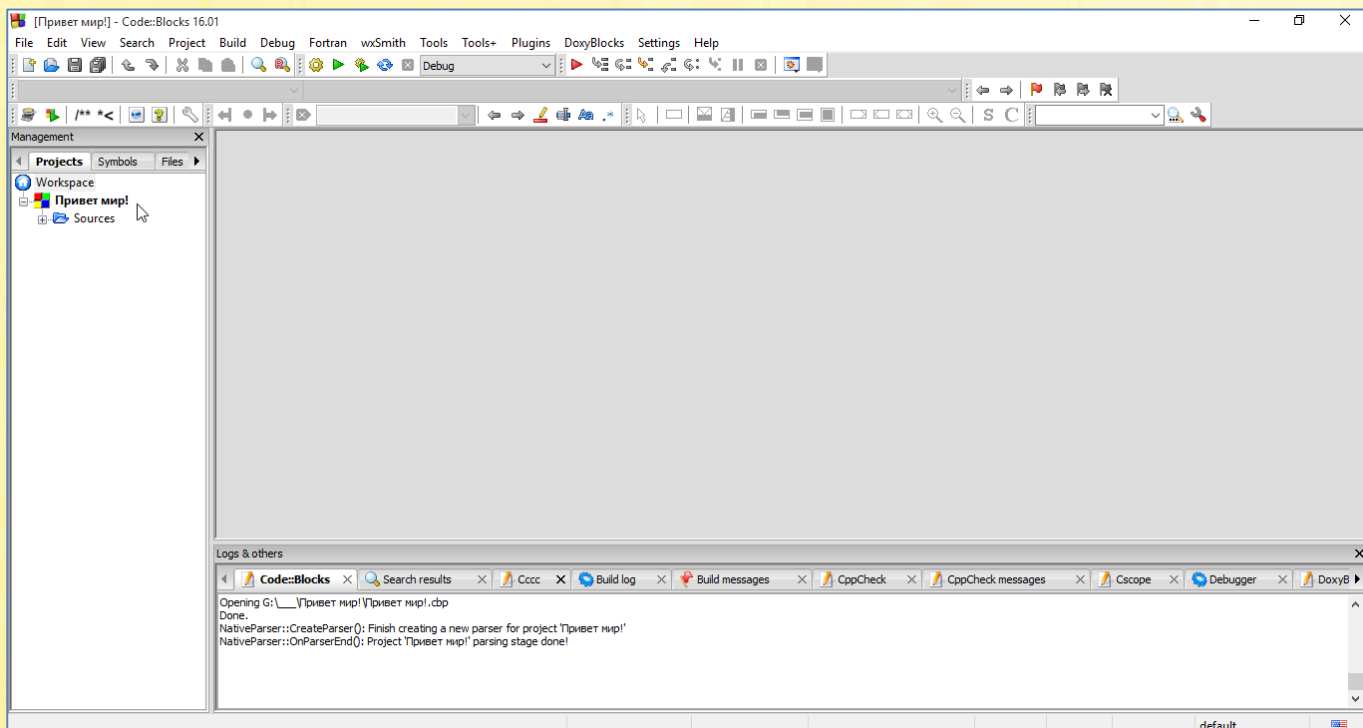 [Привет мир!] - Code::Blocks 16.01
File Edit View Search Project Build Debug Fortran wxSmith Tools Tools+ Plugins DoxyBlocks Settings Help
Debug
/** *<
S C
Management
Projects Symbols Files
Workspace
Привет мир!
Sources
Logs & others
Code::Blocks Search results Cccc Build log Build messages CppCheck CppCheck messages Cscope Debugger DoxyB
Opening G:\___\Привет мир!\Привет мир!.cbp
Done.
NativeParser::CreateParser(): Finish creating a new parser for project 'Привет мир!'
NativeParser::OnParserEnd(): Project 'Привет мир!' parsing stage done!
default